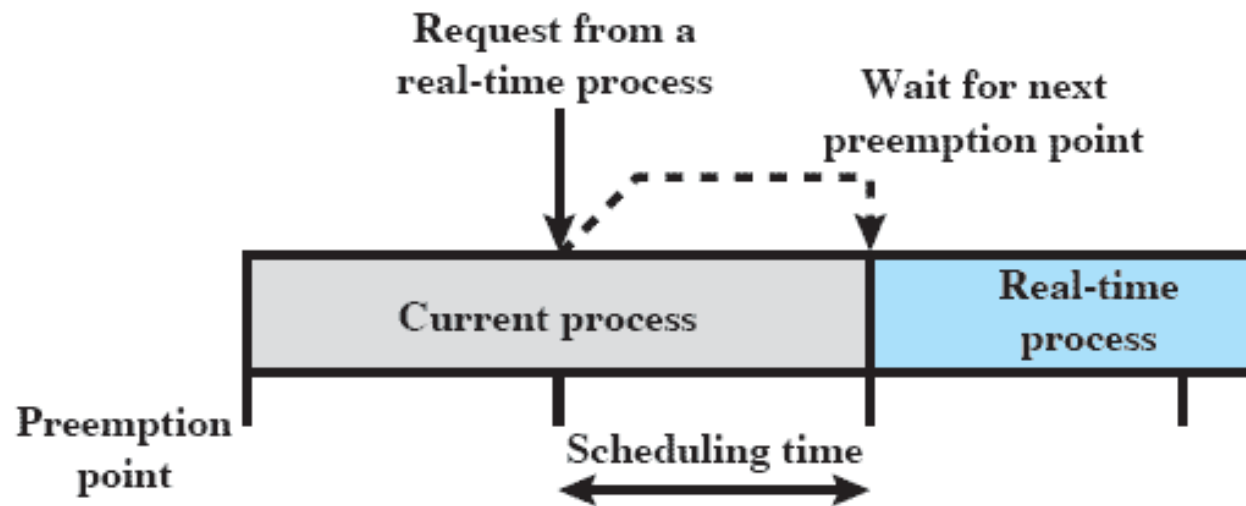 Request from a
real-time process
Wait for next
preemption point
Current process
Real-time
process
Preemption
point
Scheduling time